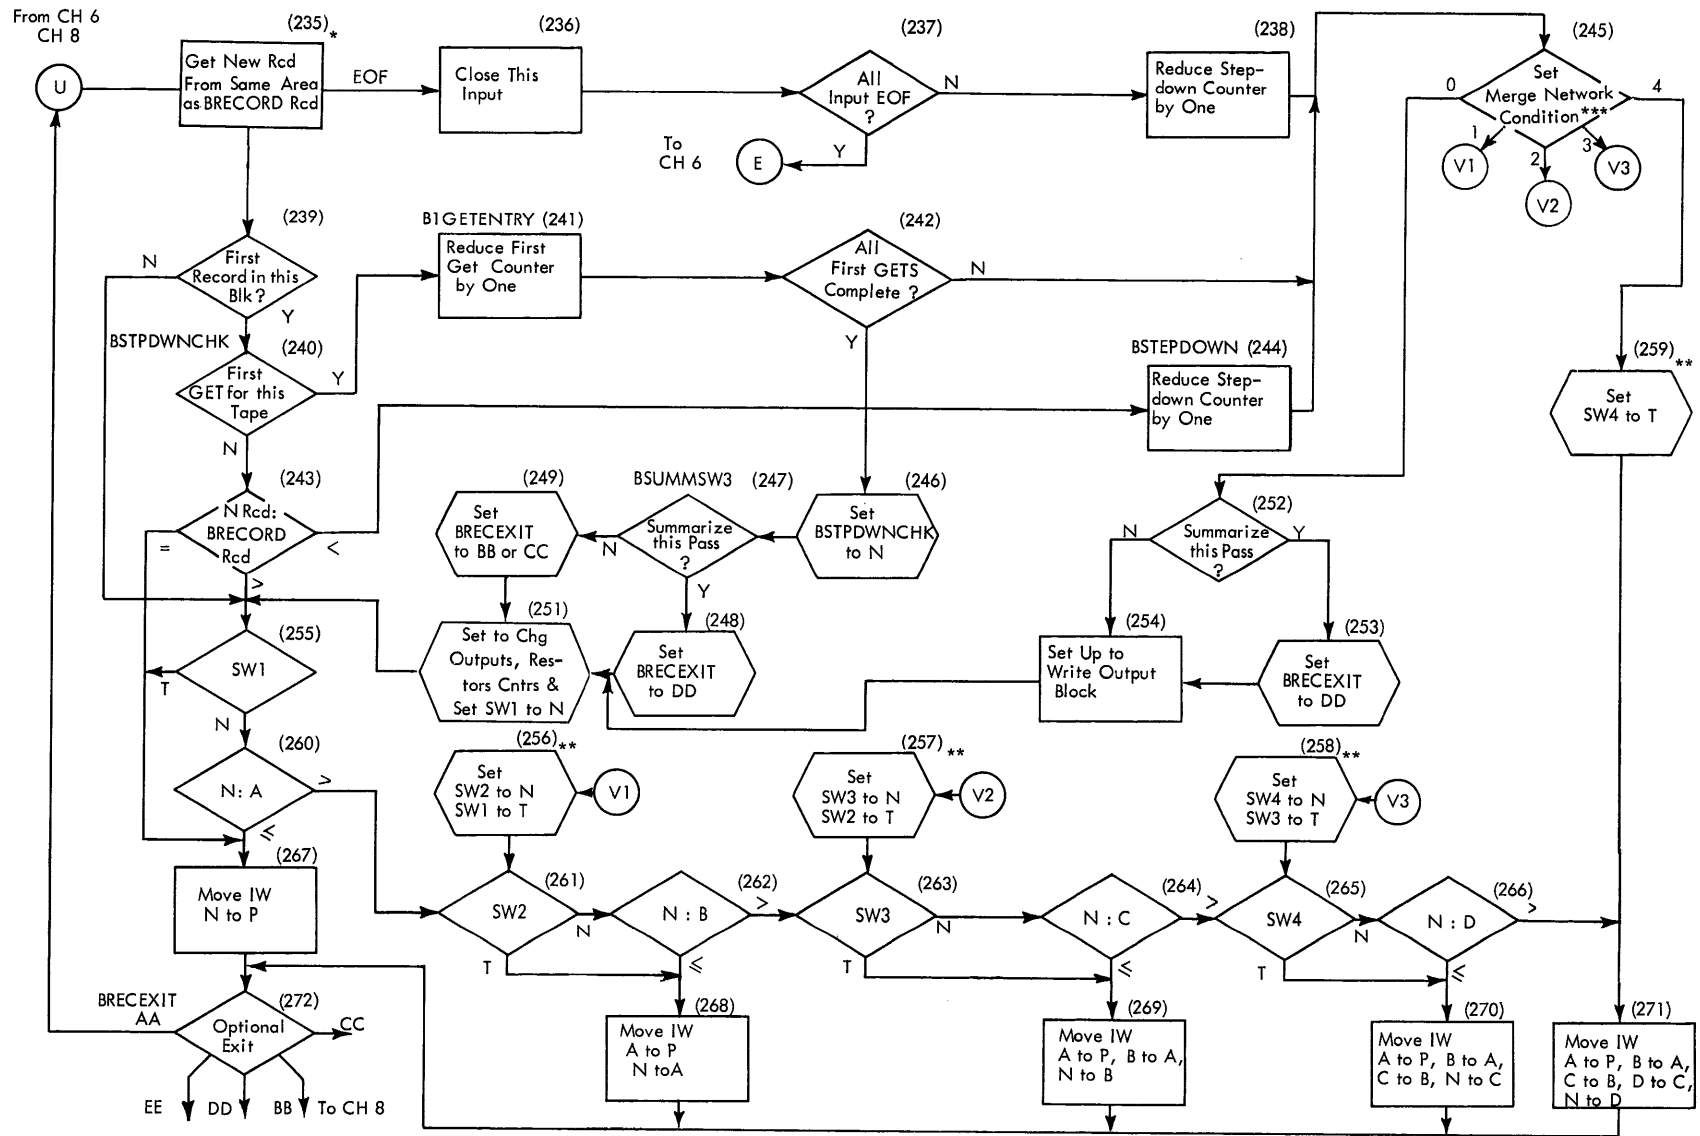 From CH 6
CH 8
U
(235)*
Get New Rcd
From Same Area
as BRECORD Rcd
EOF
(236)
Close This
Input
(237)
All
Input EOF
?
N
Y
To
CH 6
E
(238)
Reduce Step-
down Counter
by One
(245)
Set
Merge Network
Condition***
0
4
1
2
3
V1
V2
V3
(239)
First
Record in this
Blk?
N
Y
BSTPDWNCHK
(240)
First
GET for this
Tape
Y
N
B1GETENTRY (241)
Reduce First
Get Counter
by One
(242)
All
First GETS
Complete ?
N
Y
BSTEPDOWN (244)
Reduce Step-
down Counter
by One
(259)**
Set
SW4 to T
(243)
N Rcd:
BRECORD
Rcd
=
<
>
(249)
Set
BRECEXIT
to BB or CC
BSUMMSW3 (247)
Summarize
this Pass
?
N
Y
(246)
Set
BSTPDWNCHK
to N
(252)
Summarize
this Pass
?
N
Y
(251)
Set to Chg
Outputs, Res-
tors Cntrs &
Set SW1 to N
(248)
Set
BRECEXIT
to DD
(254)
Set Up to
Write Output
Block
(253)
Set
BRECEXIT
to DD
(255)
SW1
T
N
(260)
N: A
>
≤
(256)**
Set
SW2 to N
SW1 to T
V1
(257)**
Set
SW3 to N
SW2 to T
V2
(258)**
Set
SW4 to N
SW3 to T
V3
(267)
Move IW
N to P
(261)
SW2
N
T
(262)
N : B
>
≤
(263)
SW3
N
T
(264)
N : C
>
≤
(265)
SW4
N
T
(266)
N : D
>
≤
BRECEXIT
AA
(272)
Optional
Exit
CC
EE
DD
BB
To CH 8
(268)
Move IW
A to P
N to A
(269)
Move IW
A to P, B to A,
N to B
(270)
Move IW
A to P, B to A,
C to B, N to C
(271)
Move IW
A to P, B to A,
C to B, D to C,
N to D